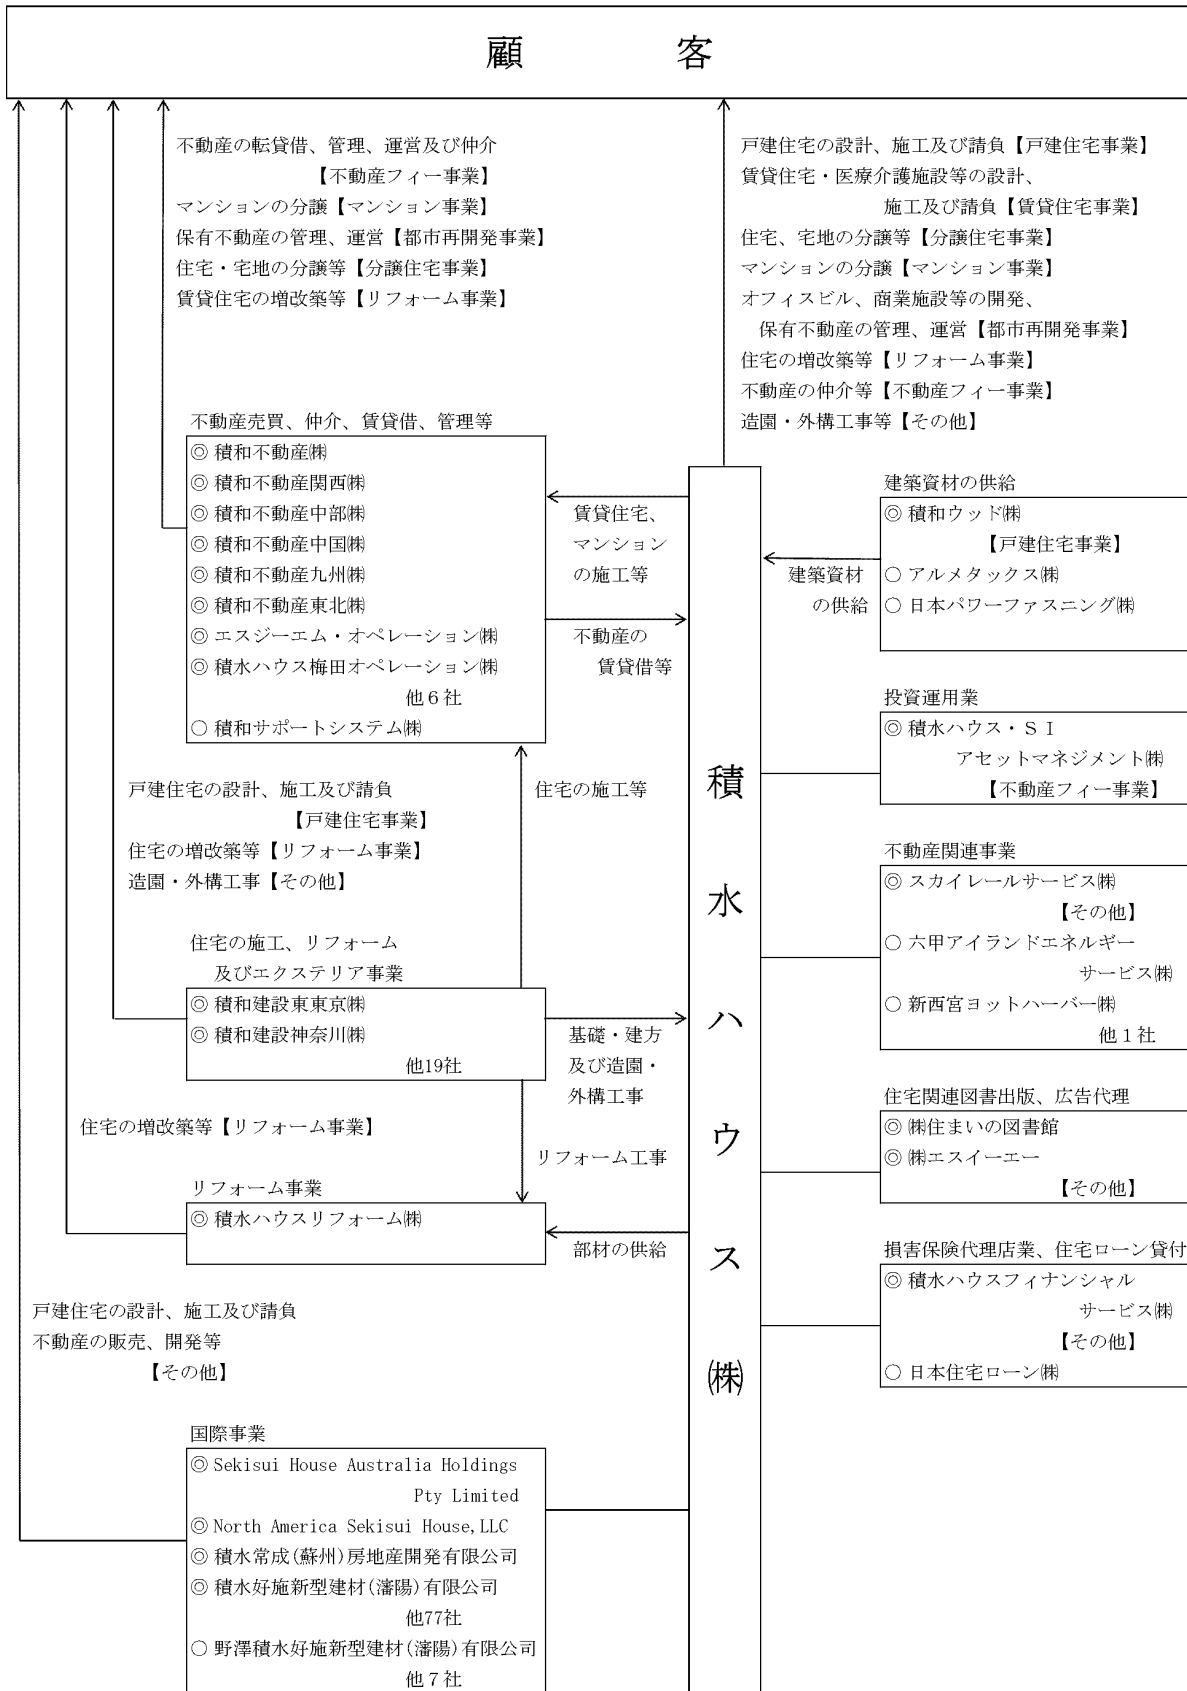 顧客
不動産の転貸借、管理、運営及び仲介
【不動産フィー事業】
マンションの分譲【マンション事業】
保有不動産の管理、運営【都市再開発事業】
住宅・宅地の分譲等【分譲住宅事業】
賃貸住宅の増改築等【リフォーム事業】
戸建住宅の設計、施工及び請負【戸建住宅事業】
賃貸住宅・医療介護施設等の設計、
施工及び請負【賃貸住宅事業】
住宅、宅地の分譲等【分譲住宅事業】
マンションの分譲【マンション事業】
オフィスビル、商業施設等の開発、
保有不動産の管理、運営【都市再開発事業】
住宅の増改築等【リフォーム事業】
不動産の仲介等【不動産フィー事業】
造園・外構工事等【その他】
不動産売買、仲介、賃貸借、管理等
◎ 積和不動産㈱
◎ 積和不動産関西㈱
◎ 積和不動産中部㈱
◎ 積和不動産中国㈱
◎ 積和不動産九州㈱
◎ 積和不動産東北㈱
◎ エスジーエム・オペレーション㈱
◎ 積水ハウス梅田オペレーション㈱
他６社
○ 積和サポートシステム㈱
賃貸住宅、
マンション
の施工等
不動産の
賃貸借等
積水ハウス㈱
建築資材の供給
◎ 積和ウッド㈱
【戸建住宅事業】
○ アルメタックス㈱
○ 日本パワーファスニング㈱
建築資材
の供給
投資運用業
◎ 積水ハウス・ＳＩ
アセットマネジメント㈱
【不動産フィー事業】
戸建住宅の設計、施工及び請負
【戸建住宅事業】
住宅の増改築等【リフォーム事業】
造園・外構工事【その他】
住宅の施工等
不動産関連事業
◎ スカイレールサービス㈱
【その他】
○ 六甲アイランドエネルギー
サービス㈱
○ 新西宮ヨットハーバー㈱
他１社
住宅の施工、リフォーム
及びエクステリア事業
◎ 積和建設東東京㈱
◎ 積和建設神奈川㈱
他19社
基礎・建方
及び造園・
外構工事
住宅関連図書出版、広告代理
◎ ㈱住まいの図書館
◎ ㈱エスイーエー
【その他】
住宅の増改築等【リフォーム事業】
リフォーム工事
リフォーム事業
◎ 積水ハウスリフォーム㈱
部材の供給
損害保険代理店業、住宅ローン貸付
◎ 積水ハウスフィナンシャル
サービス㈱
【その他】
○ 日本住宅ローン㈱
戸建住宅の設計、施工及び請負
不動産の販売、開発等
【その他】
国際事業
◎ Sekisui House Australia Holdings
Pty Limited
◎ North America Sekisui House,LLC
◎ 積水常成(蘇州)房地産開発有限公司
◎ 積水好施新型建材(瀋陽)有限公司
他77社
○ 野澤積水好施新型建材(瀋陽)有限公司
他７社